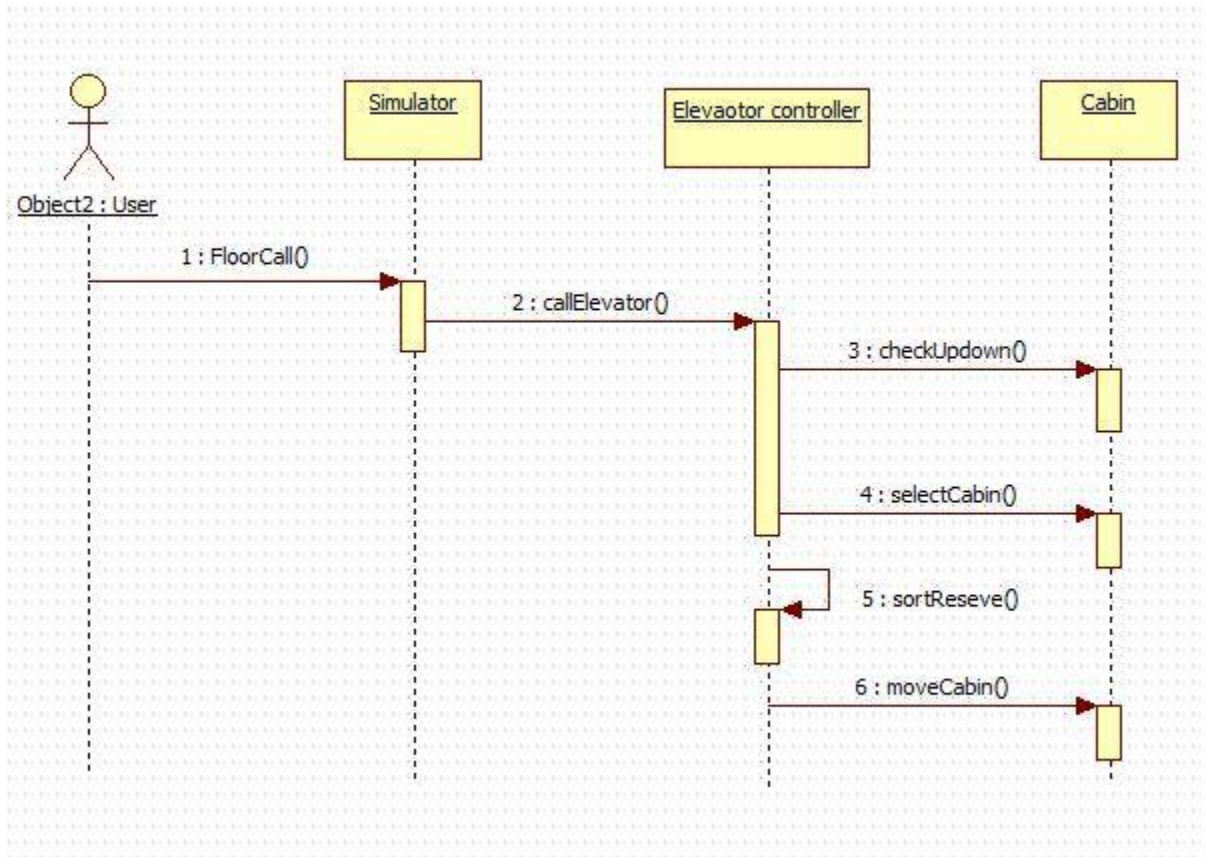 Simulator
Elevaotor controller
Cabin
Object2 : User
1 : FloorCall()
2 : callElevator()
3 : checkUpdown()
4 : selectCabin()
5 : sortReseve()
6 : moveCabin()